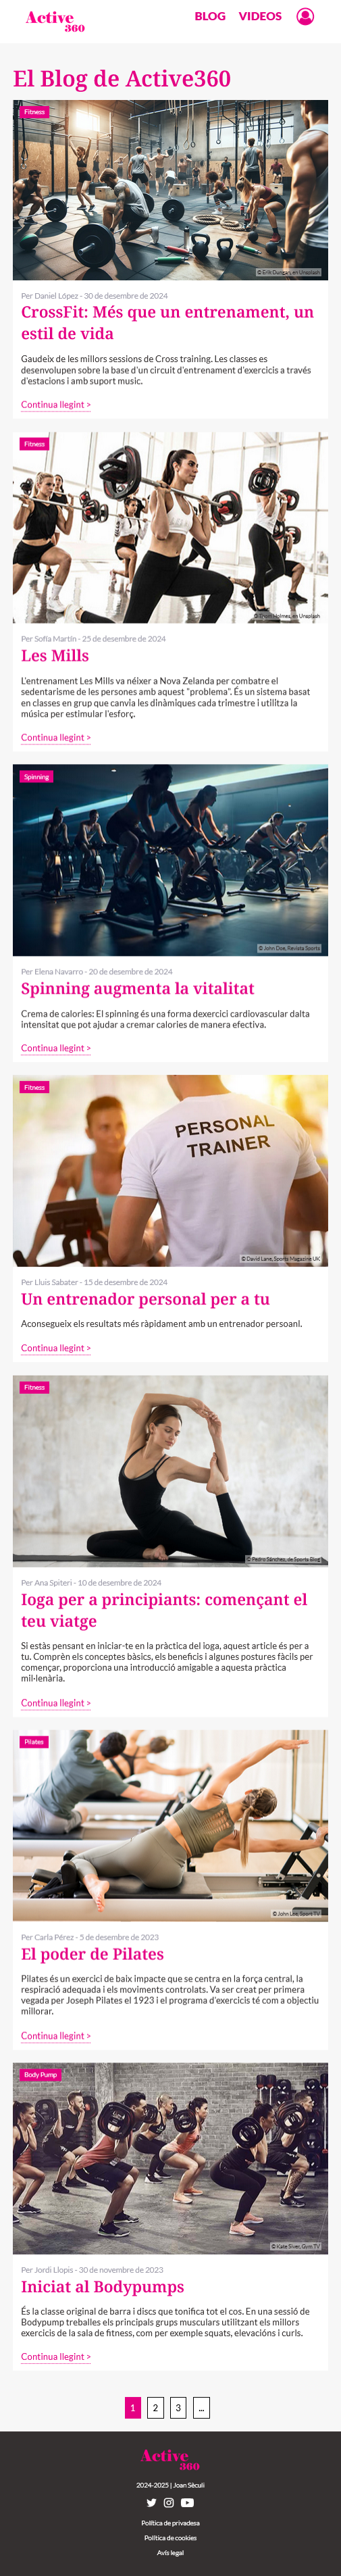 Active
360
BLOG VIDEOS
El Blog de Active360
Fitness
© Erik Dungan, en Unsplash
Per Daniel López - 30 de desembre de 2024
CrossFit: Més que un entrenament, un
estil de vida
Gaudeix de les millors sessions de Cross training. Les classes es
desenvolupen sobre la base d'un circuit d'entrenament d'exercicis a través
d'estacions i amb suport music.
Continua llegint >
Fitness
Holmes, en Unsplash
Per Sofía Martín - 25 de desembre de 2024
Les Mills
L'entrenament Les Mills va néixer a Nova Zelanda per combatre el
sedentarisme de les persones amb aquest "problema". És un sistema basat
en classes en grup que canvia les dinàmiques cada trimestre i utilitza la
música per estimular l'esforç.
Continua llegint >
Spinning
© John Doe, Revista Sports
Per Elena Navarro - 20 de desembre de 2024
Spinning augmenta la vitalitat
Crema de calories: El spinning és una forma dexercici cardiovascular dalta
intensitat que pot ajudar a cremar calories de manera efectiva.
Continua llegint >
Fitness
PERSONAL
TRAINER
© David Lane, Sports Magazine UK
Per Lluis Sabater - 15 de desembre de 2024
Un entrenador personal per a tu
Aconsegueix els resultats més ràpidament amb un entrenador persoanl.
Continua llegint >
Fitness
© Pedro Sánchez, de Sports Blog
Per Ana Spiteri - 10 de desembre de 2024
Ioga per a principiants: començant el
teu viatge
Si estàs pensant en iniciar-te en la pràctica del ioga, aquest article és per a
tu. Comprèn els conceptes bàsics, els beneficis i algunes postures fàcils per
començar, proporciona una introducció amigable a aquesta pràctica
mil·lenària.
Continua llegint >
Pilates
© John Lee, Sport TV
Per Carla Pérez - 5 de desembre de 2023
El poder de Pilates
Pilates és un exercici de baix impacte que se centra en la força central, la
respiració adequada i els moviments controlats. Va ser creat per primera
vegada per Joseph Pilates el 1923 i el programa d'exercicis té com a objectiu
millorar.
Continua llegint >
Body Pump
© Kate Silver, Gym TV
Per Jordi Llopis - 30 de novembre de 2023
Iniciat al Bodypumps
És la classe original de barra i discs que tonifica tot el cos. En una sessió de
Bodypump treballes els principals grups musculars utilitzant els millors
exercicis de la sala de fitness, com per exemple squats, elevacións i curls.
Continua llegint >
1 2 3 ...
Active
360
2024-2025 | Joan Sèculi
Política de privadesa
Política de cookies
Avís legal